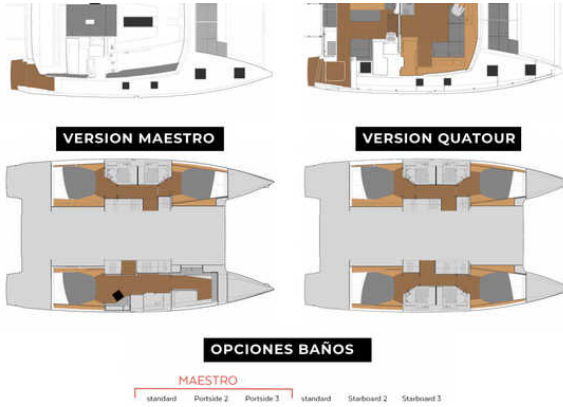 VERSION MAESTRO
VERSION QUATOUR
OPCIONES BAÑOS
MAESTRO
standard Portside 2 Portside 3 standard Starboard 2 Starboard 3